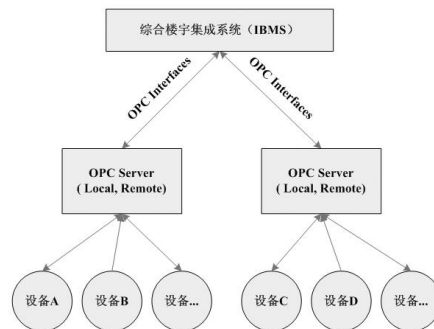 综合楼宇集成系统（IBMS）
OPC Interfaces
OPC Interfaces
OPC Server
( Local, Remote)
OPC Server
( Local, Remote)
设备A
设备B
设备...
设备C
设备D
设备...